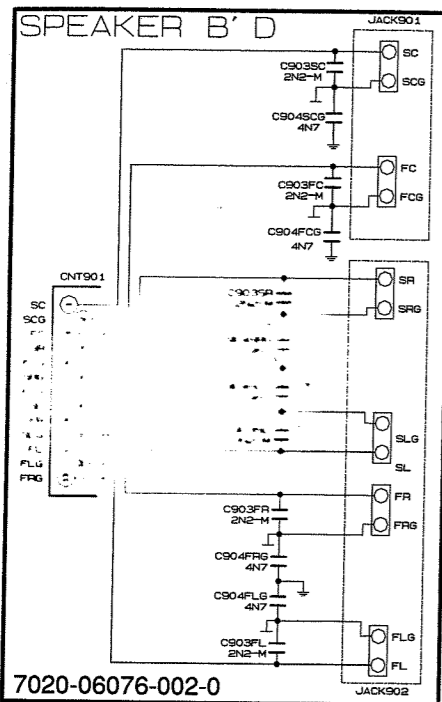 SPEAKER B'D
JACK901
SC
C903SC
2N2-M
SCG
C904SCG
4N7
FC
C903FC
2N2-M
FCG
C904FCG
4N7
CNT901
SR
C903SR
SRG
SC
SCG
SLG
SL
FLG
FRG
FR
C903FR
2N2-M
FRG
C904FRG
4N7
C904FLG
4N7
FLG
C903FL
2N2-M
FL
7020-06076-002-0
JACK902